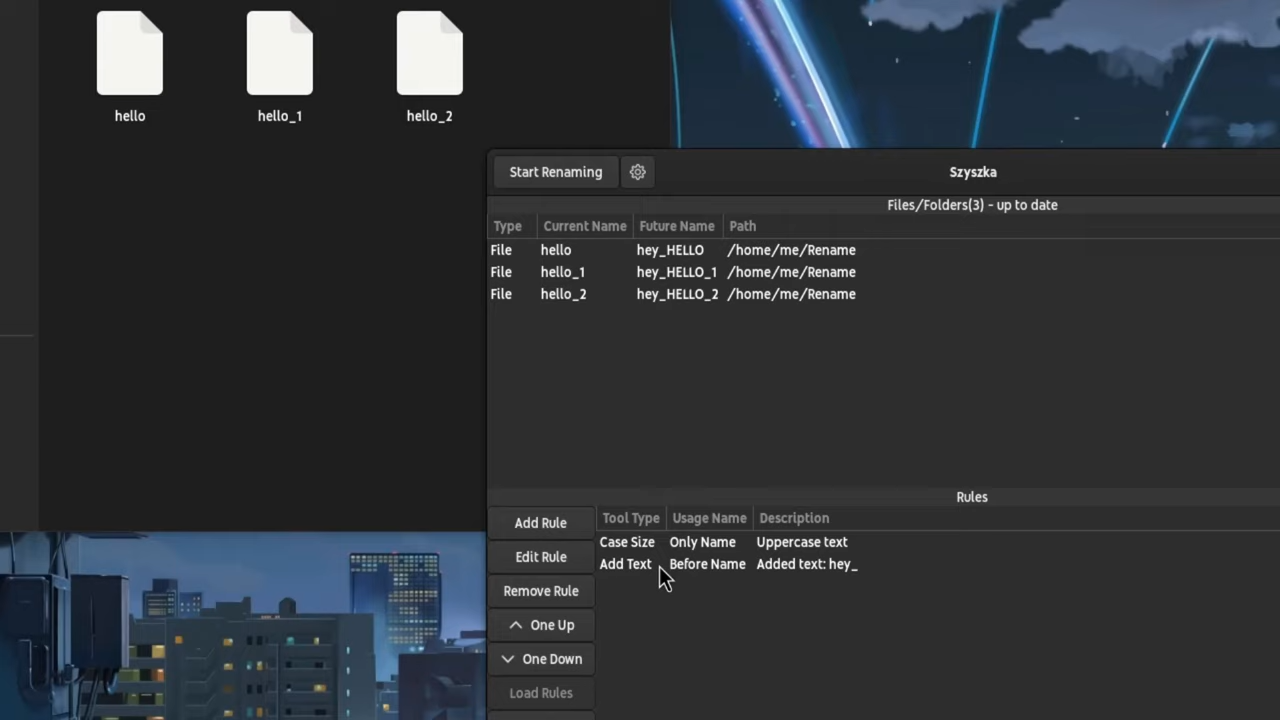 hello hello_1 hello_2
Start Renaming Szyszka
Files/Folders(3) - up to date
Type Current Name Future Name Path
File hello hey_HELLO /home/me/Rename
File hello_1 hey_HELLO_1 /home/me/Rename
File hello_2 hey_HELLO_2 /home/me/Rename
Rules
Add Rule
Edit Rule
Remove Rule
One Up
One Down
Load Rules
Tool Type Usage Name Description
Case Size Only Name Uppercase text
Add Text Before Name Added text: hey_